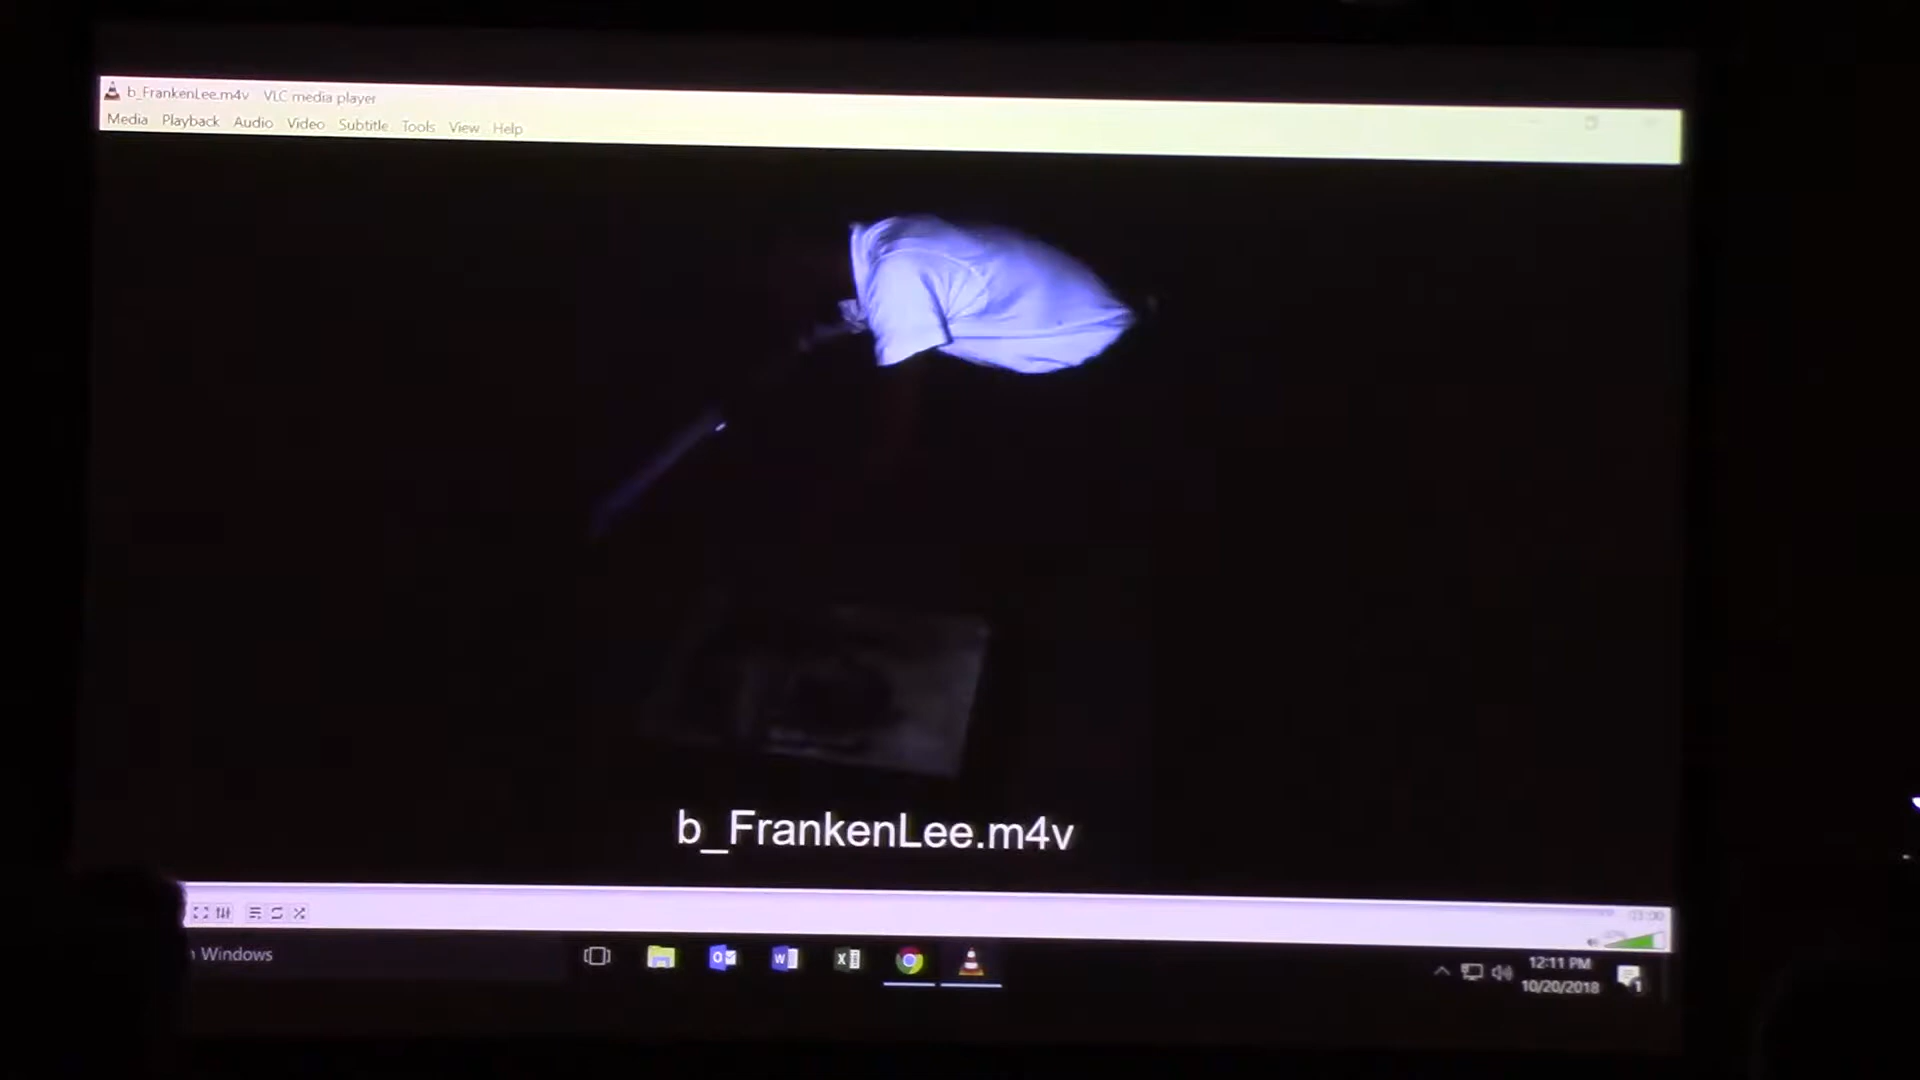 b_FrankenLee.m4v VLC media player
Media Playback Audio Video Subtitle Tools View Help
b_FrankenLee.m4v
Windows
12:11 PM
10/20/2018
1